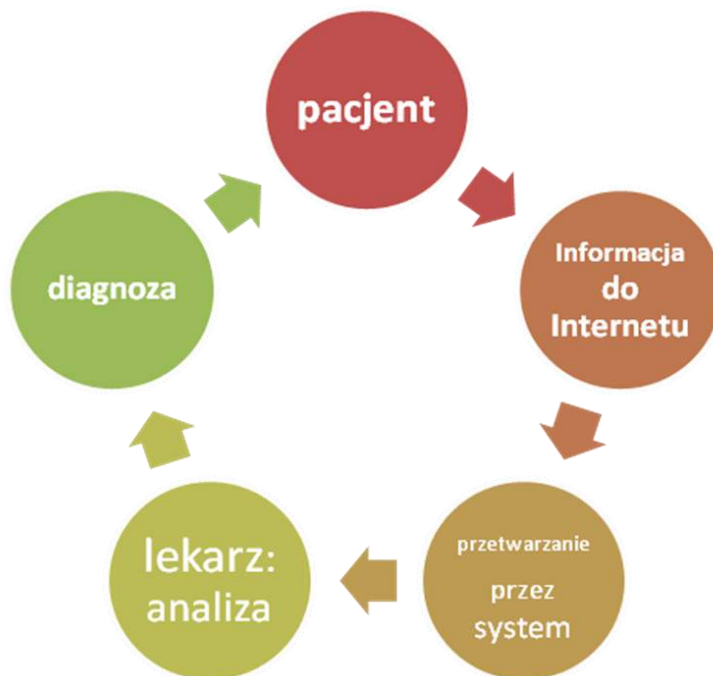 pacjent
Informacja
do
Internetu
przetwarzanie
przez
system
lekarz:
analiza
diagnoza